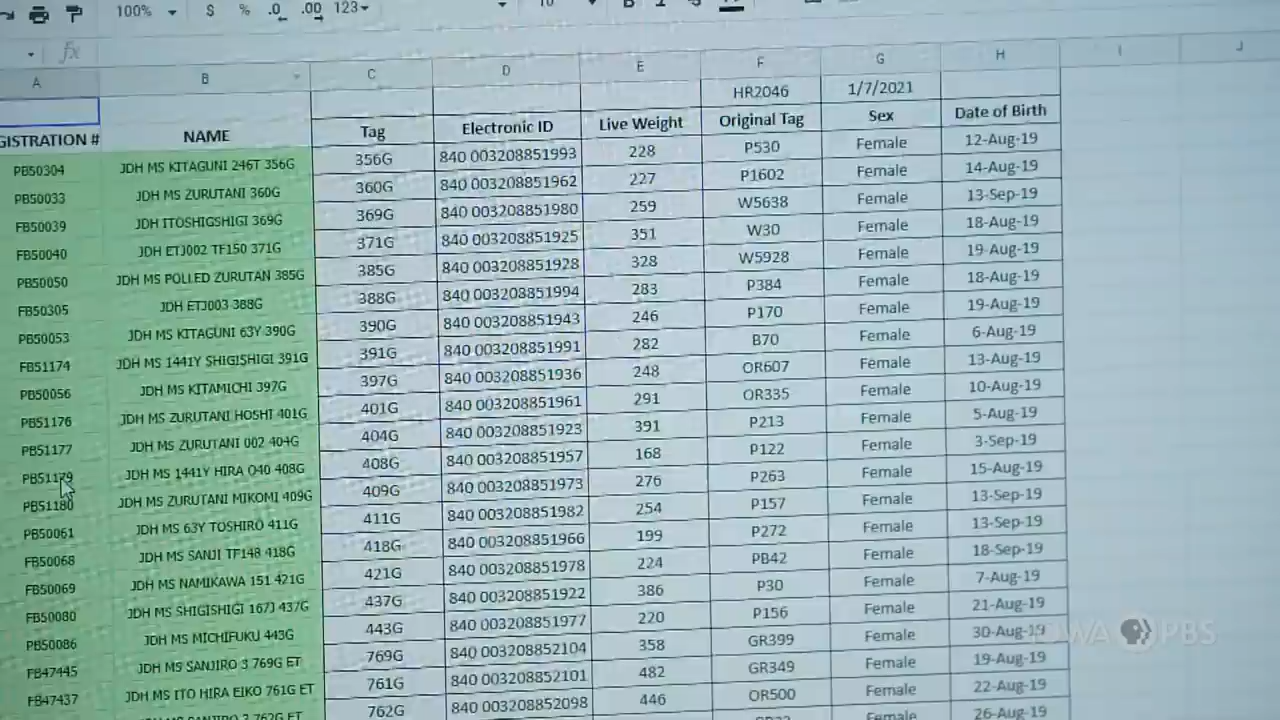 100% $ % .0 .00 123 10 B I S
fx
A B C D E F G H I J
HR2046 1/7/2021
GISTRATION # NAME Tag Electronic ID Live Weight Original Tag Sex Date of Birth
PB50304 JDH MS KITAGUNI 246T 356G 356G 840 003208851993 228 P530 Female 12-Aug-19
PB50033 JDH MS ZURUTANI 360G 360G 840 003208851962 227 P1602 Female 14-Aug-19
FB50039 JDH ITOSHIGSHIGI 369G 369G 840 003208851980 259 W5638 Female 13-Sep-19
FB50040 JDH ETJ002 TF150 371G 371G 840 003208851925 351 W30 Female 18-Aug-19
PB50050 JDH MS POLLED ZURUTAN 385G 385G 840 003208851928 328 W5928 Female 19-Aug-19
FB50305 JDH ETJ003 388G 388G 840 003208851994 283 P384 Female 18-Aug-19
PB50053 JDH MS KITAGUNI 63Y 390G 390G 840 003208851943 246 P170 Female 19-Aug-19
FB51174 JDH MS 1441Y SHIGISHIGI 391G 391G 840 003208851991 282 B70 Female 6-Aug-19
PB50056 JDH MS KITAMICHI 397G 397G 840 003208851936 248 OR607 Female 13-Aug-19
PB51176 JDH MS ZURUTANI HOSHI 401G 401G 840 003208851961 291 OR335 Female 10-Aug-19
PB51177 JDH MS ZURUTANI 002 404G 404G 840 003208851923 391 P213 Female 5-Aug-19
PB51179 JDH MS 1441Y HIRA 040 408G 408G 840 003208851957 168 P122 Female 3-Sep-19
PB51180 JDH MS ZURUTANI MIKOMI 409G 409G 840 003208851973 276 P263 Female 15-Aug-19
PB50061 JDH MS 63Y TOSHIRO 411G 411G 840 003208851982 254 P157 Female 13-Sep-19
FB50068 JDH MS SANJI TF148 418G 418G 840 003208851966 199 P272 Female 13-Sep-19
FB50069 JDH MS NAMIKAWA 151 421G 421G 840 003208851978 224 PB42 Female 18-Sep-19
FB50080 JDH MS SHIGISHIGI 167J 437G 437G 840 003208851922 386 P30 Female 7-Aug-19
PB50086 JDH MS MICHIFUKU 443G 443G 840 003208851977 220 P156 Female 21-Aug-19
FB47445 JDH MS SANJIRO 3 769G ET 769G 840 003208852104 358 GR399 Female 30-Aug-19
FB47437 JDH MS ITO HIRA EIKO 761G ET 761G 840 003208852101 482 GR349 Female 19-Aug-19
JDH MS SANJIRO 3 762G ET 762G 840 003208852098 446 OR500 Female 22-Aug-19
Female 26-Aug-19
IOWA PBS